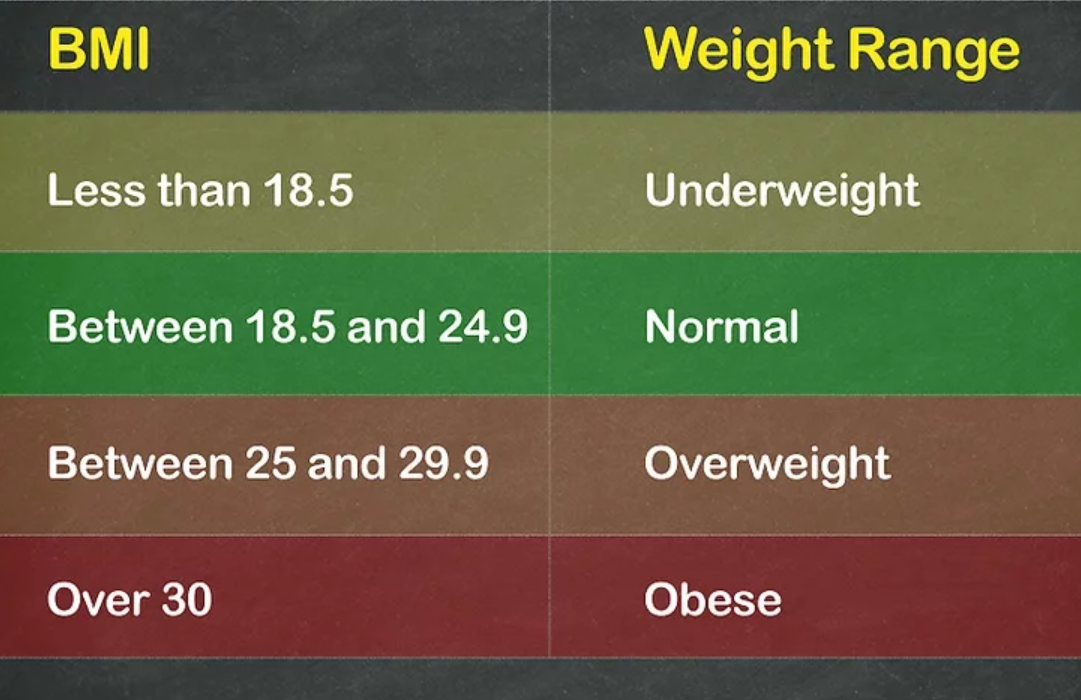 BMI Weight Range
Less than 18.5 Underweight
Between 18.5 and 24.9 Normal
Between 25 and 29.9 Overweight
Over 30 Obese